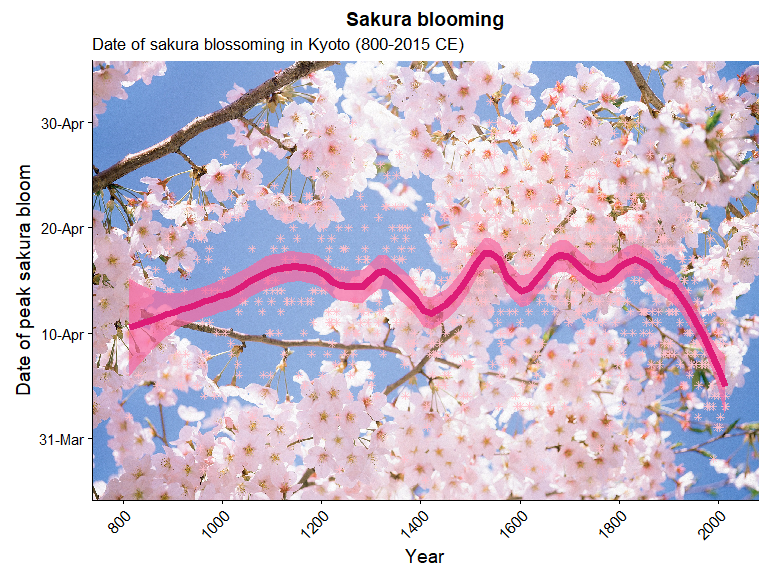 Sakura blooming
Date of sakura blossoming in Kyoto (800-2015 CE)
Date of peak sakura bloom
30-Apr
20-Apr
10-Apr
31-Mar
800
1000
1200
1400
1600
1800
2000
Year